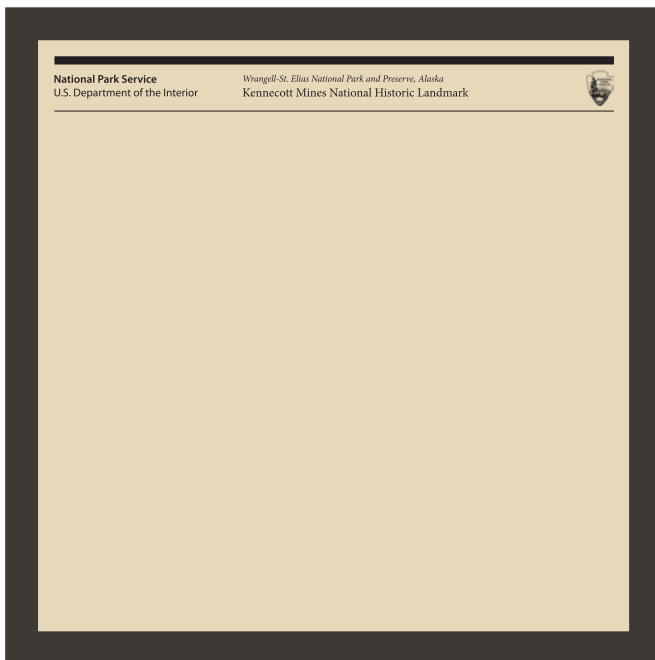 National Park Service
U.S. Department of the Interior
Wrangell-St. Elias National Park and Preserve, Alaska
Kennecott Mines National Historic Landmark